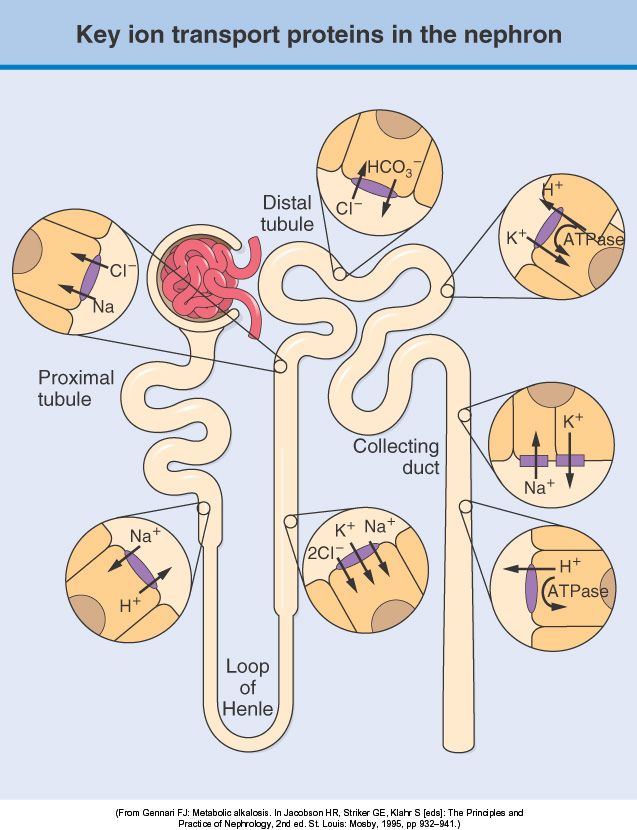 Key ion transport proteins in the nephron
HCO₃⁻
Cl⁻
Distal
tubule
H⁺
K⁺
ATPase
Cl⁻
Na
Proximal
tubule
Collecting
duct
K⁺
Na⁺
Na⁺
H⁺
K⁺ Na⁺
2Cl⁻
H⁺
ATPase
Loop
of
Henle
(From Gennari FJ: Metabolic alkalosis. In Jacobson HR, Striker GE, Klahr S [eds]: The Principles and
Practice of Nephrology, 2nd ed. St. Louis: Mosby, 1995, pp 932–941.)